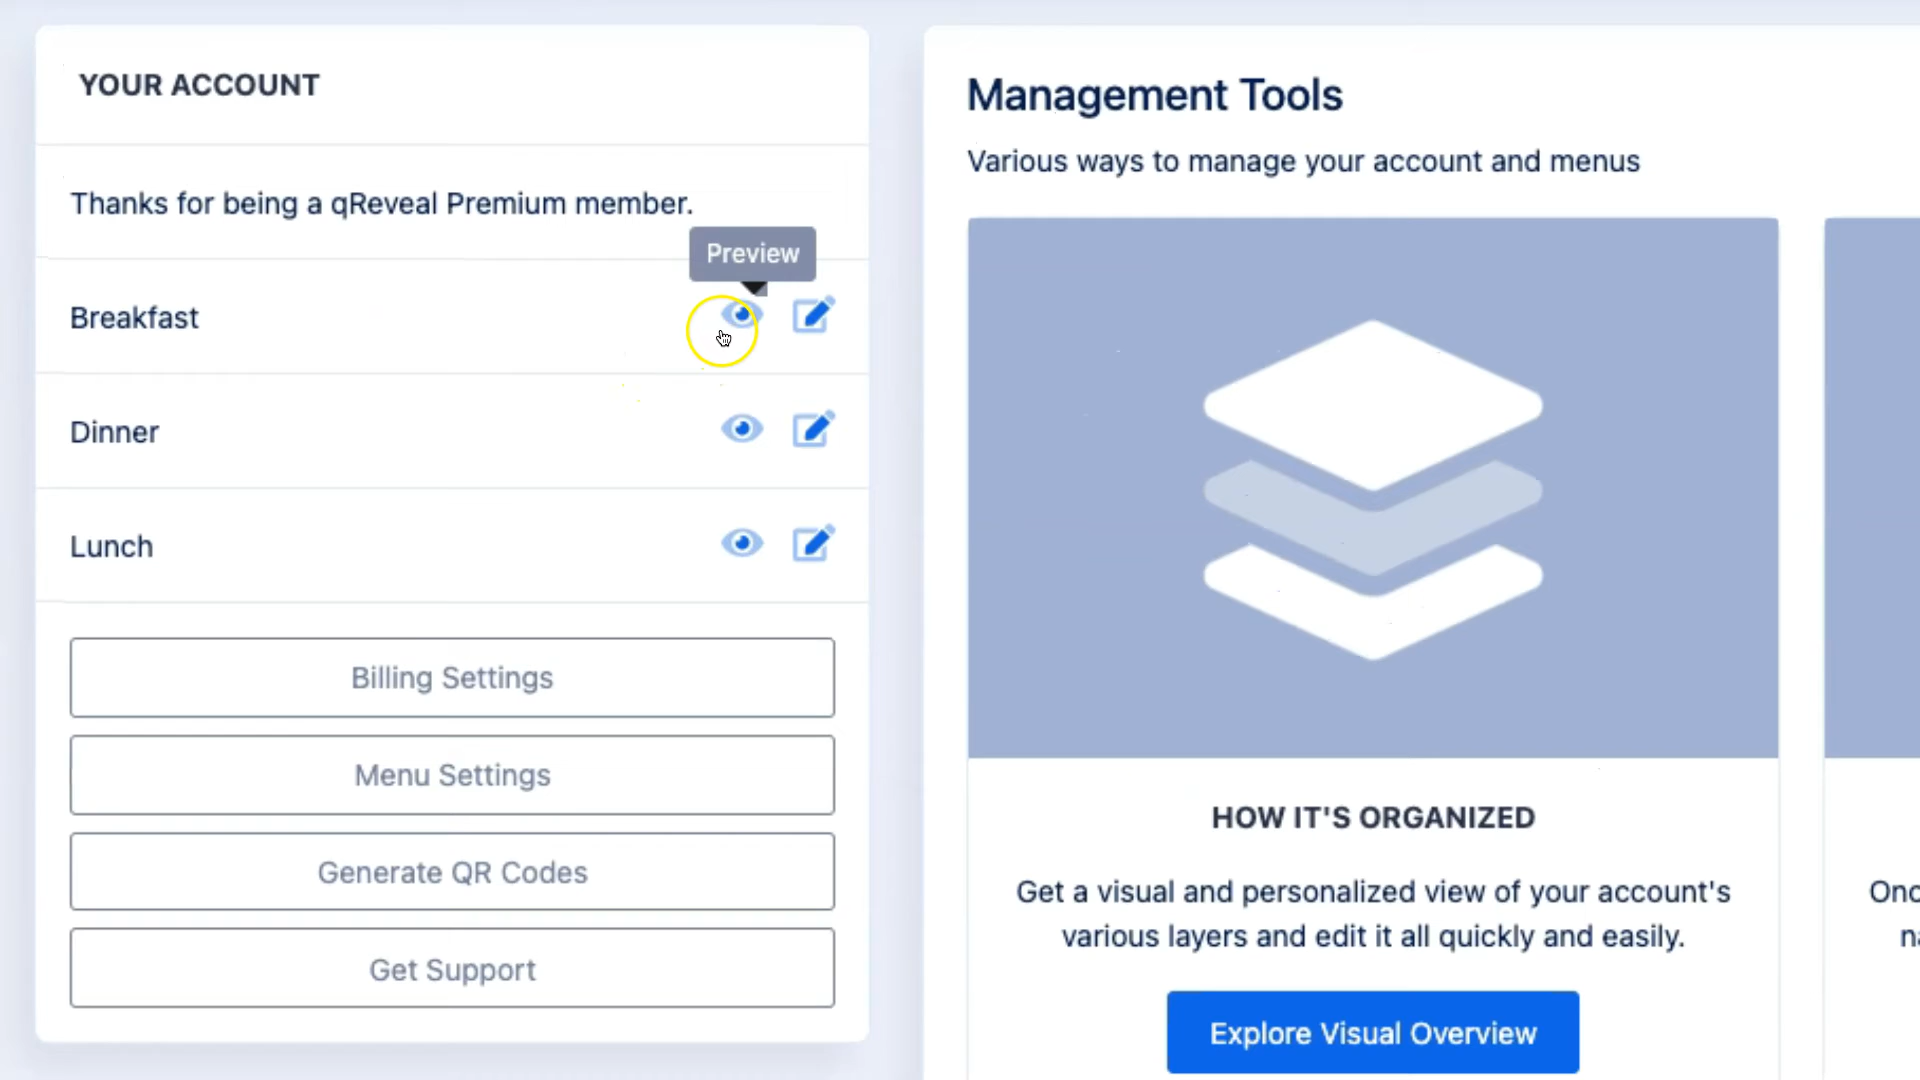 YOUR ACCOUNT
Thanks for being a qReveal Premium member.
Preview
Breakfast
Dinner
Lunch
Billing Settings
Menu Settings
Generate QR Codes
Get Support
Management Tools
Various ways to manage your account and menus
HOW IT'S ORGANIZED
Get a visual and personalized view of your account's
various layers and edit it all quickly and easily.
Explore Visual Overview